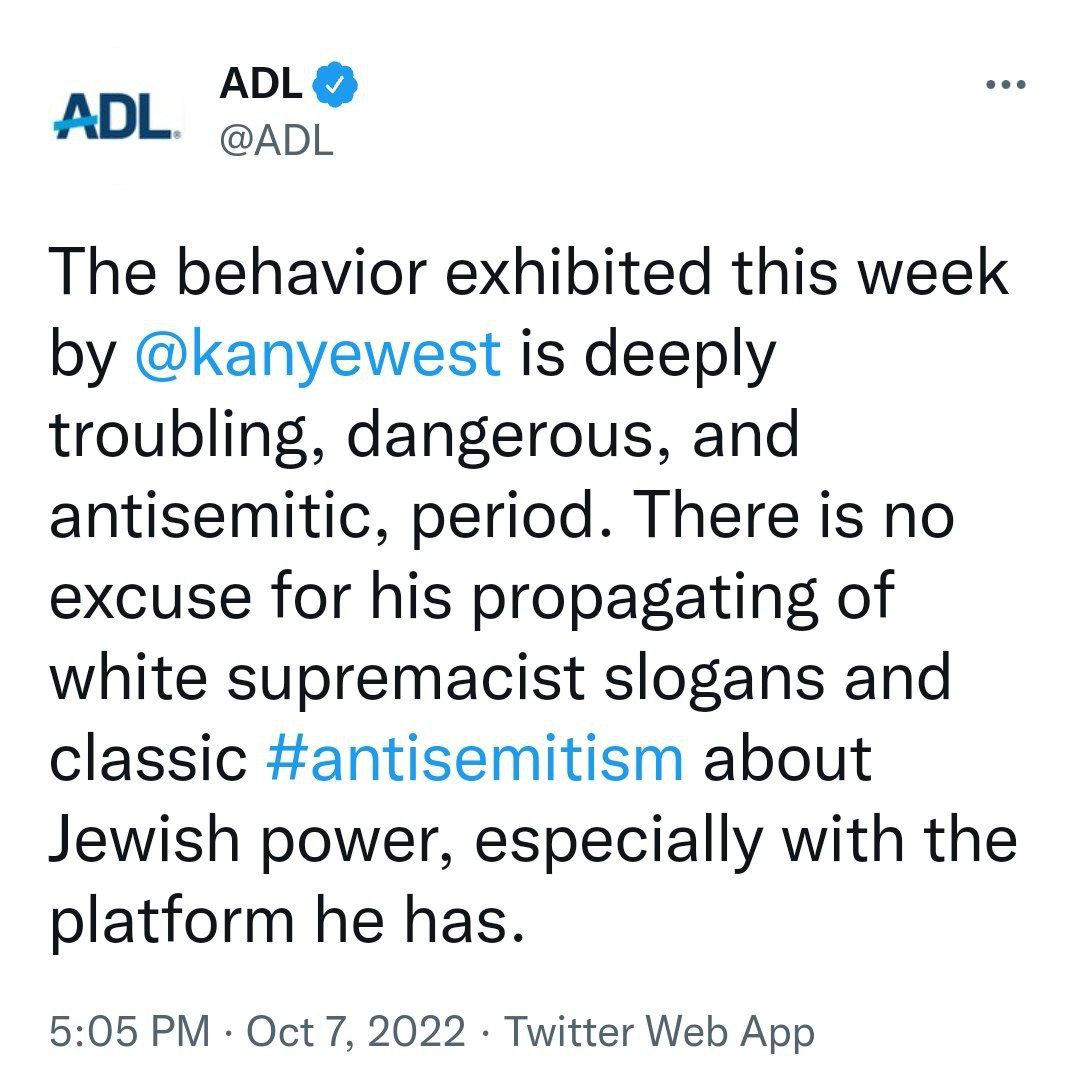 ADL
ADL
@ADL
The behavior exhibited this week
by @kanyewest is deeply
troubling, dangerous, and
antisemitic, period. There is no
excuse for his propagating of
white supremacist slogans and
classic #antisemitism about
Jewish power, especially with the
platform he has.
5:05 PM · Oct 7, 2022 · Twitter Web App